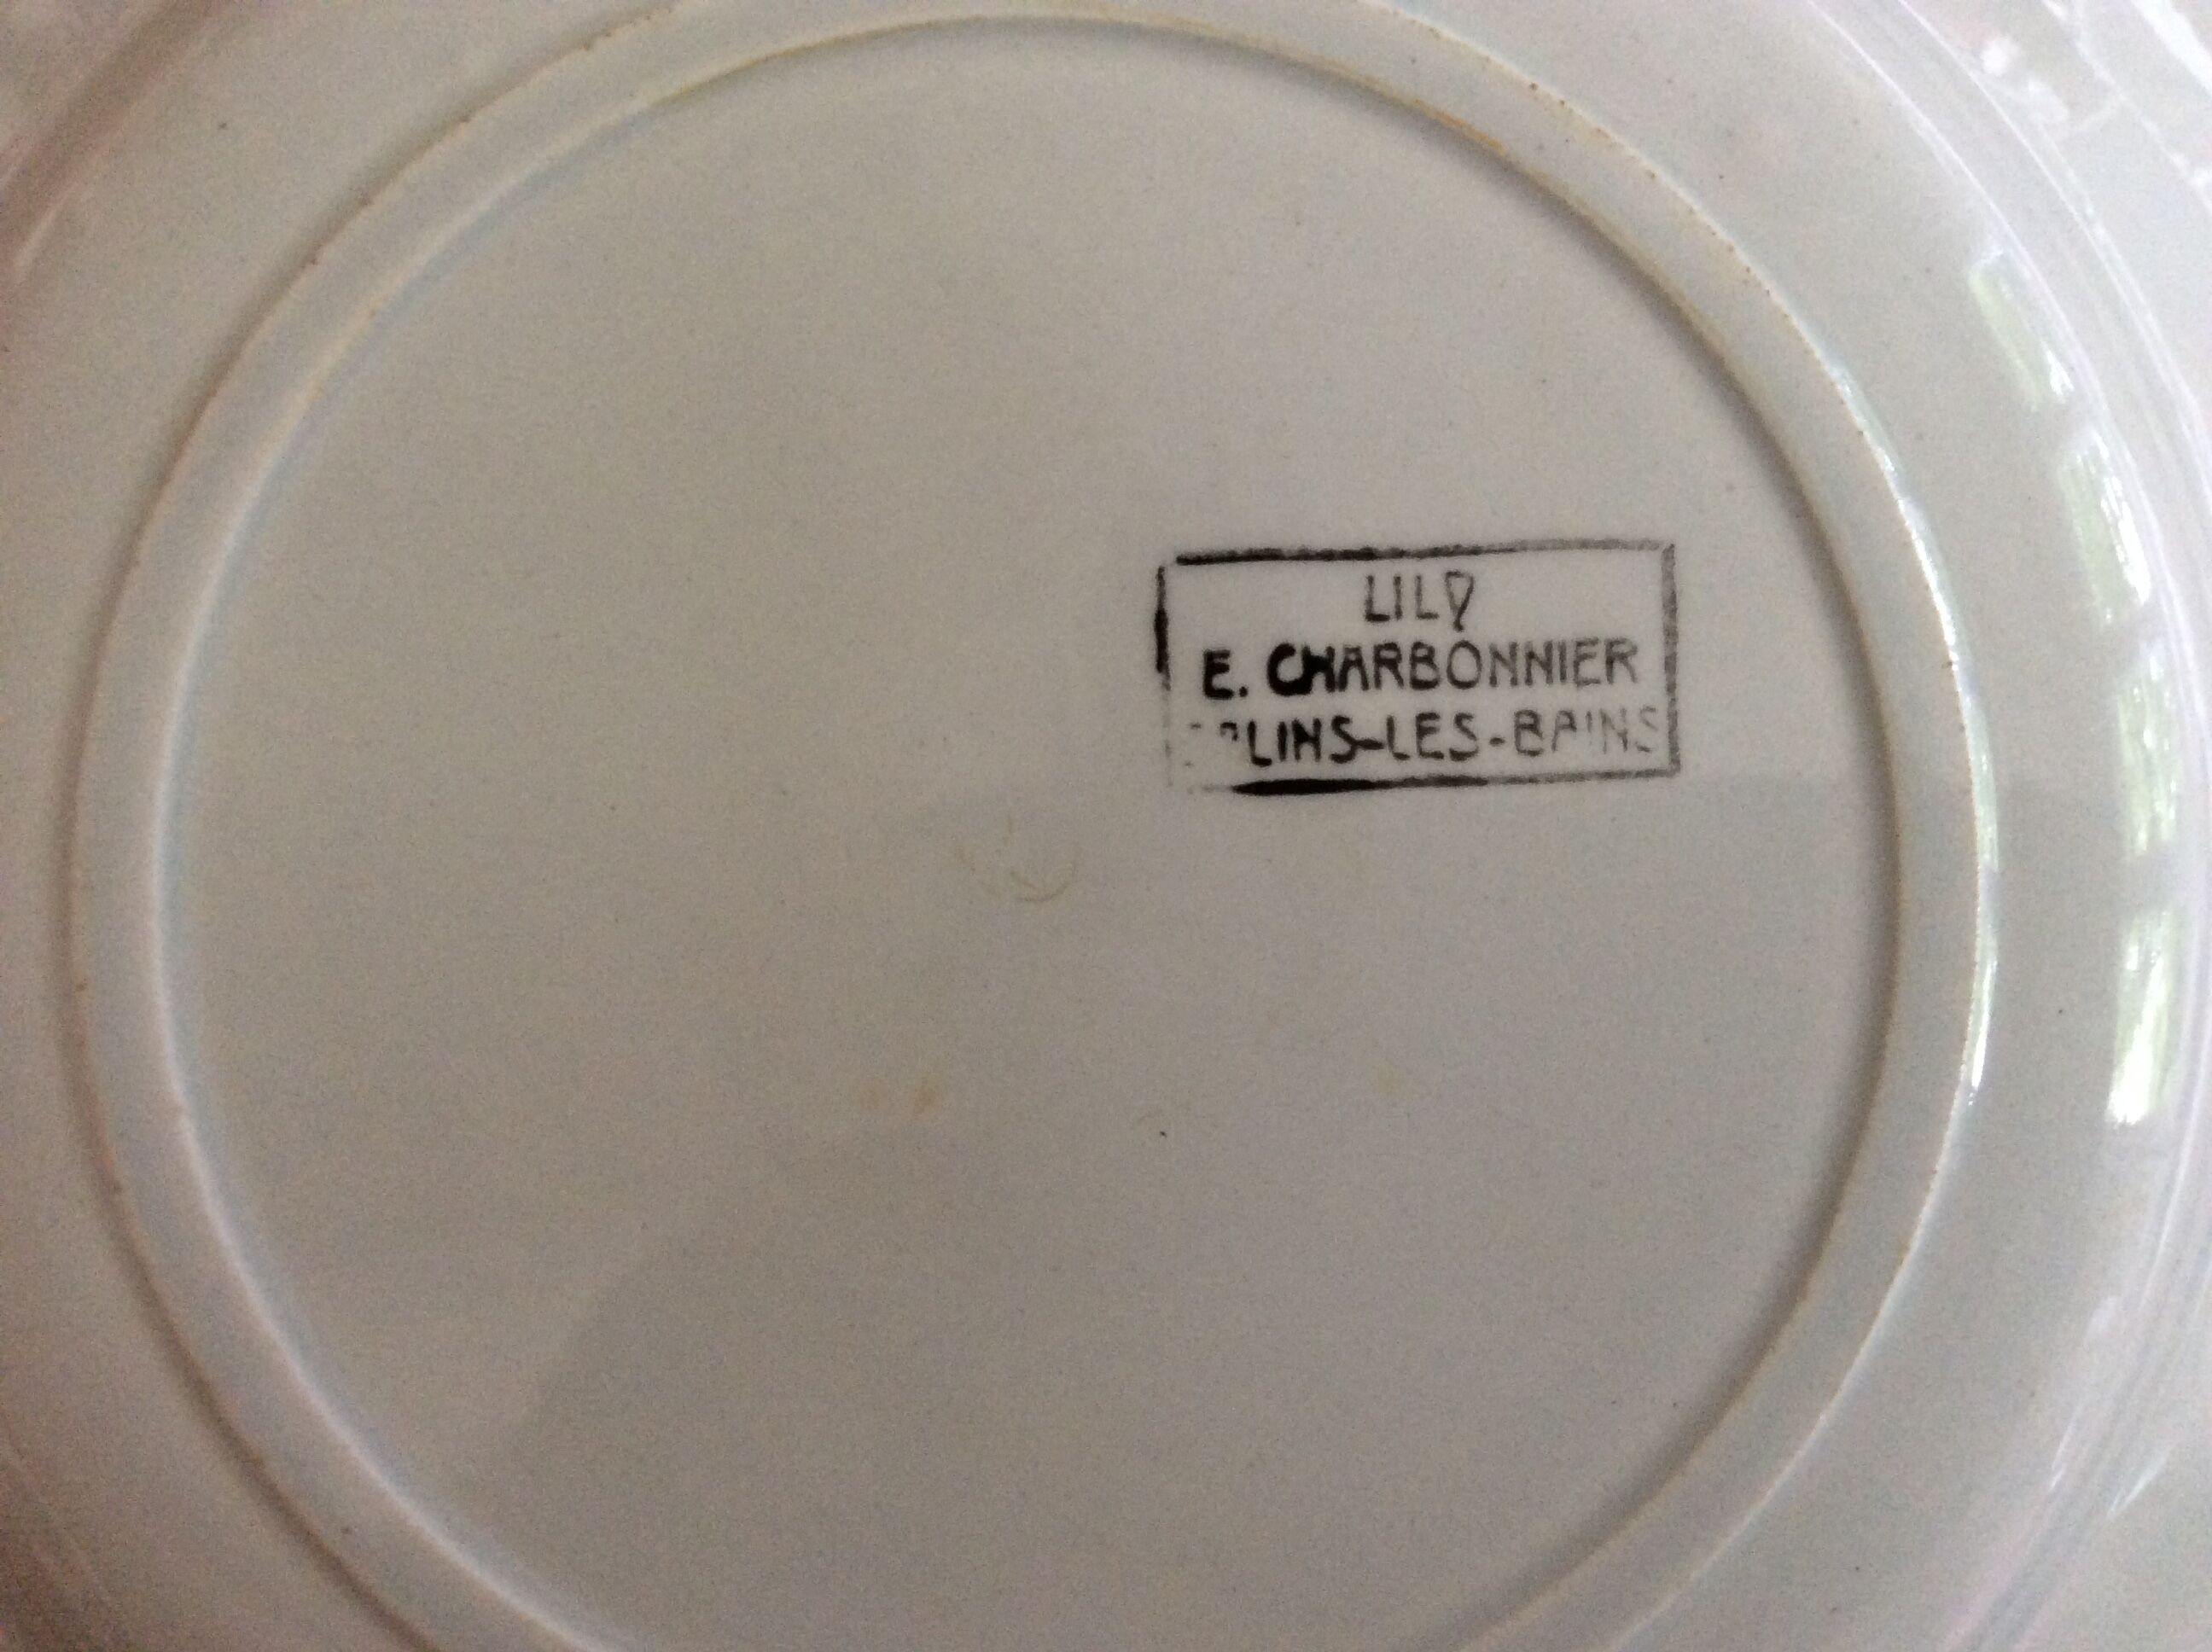 LILY
E. CHARBONNIER
LINS-LES-BAINS